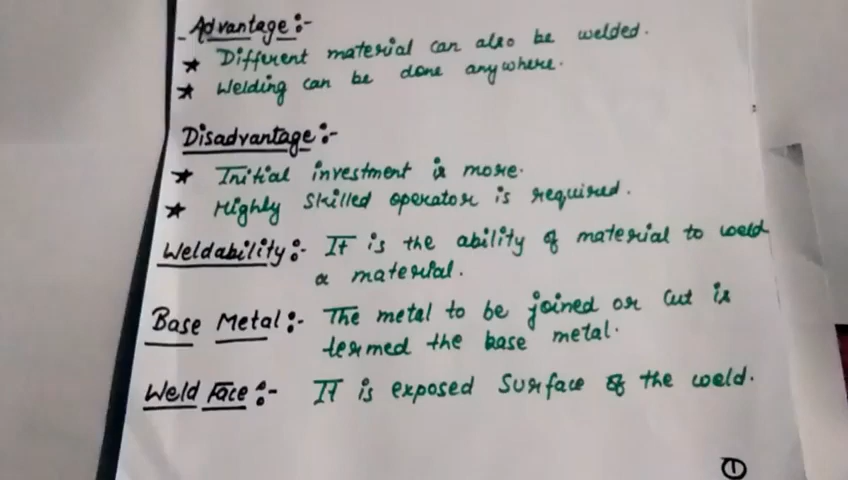 Advantage:-
* Different material can also be welded.
* Welding can be done anywhere.
Disadvantage:-
* Initial investment is more.
* Highly skilled operator is required.
Weldability:- It is the ability of material to weld
a material.
Base Metal:- The metal to be joined or cut is
termed the base metal.
Weld Face:- It is exposed surface of the weld.
1